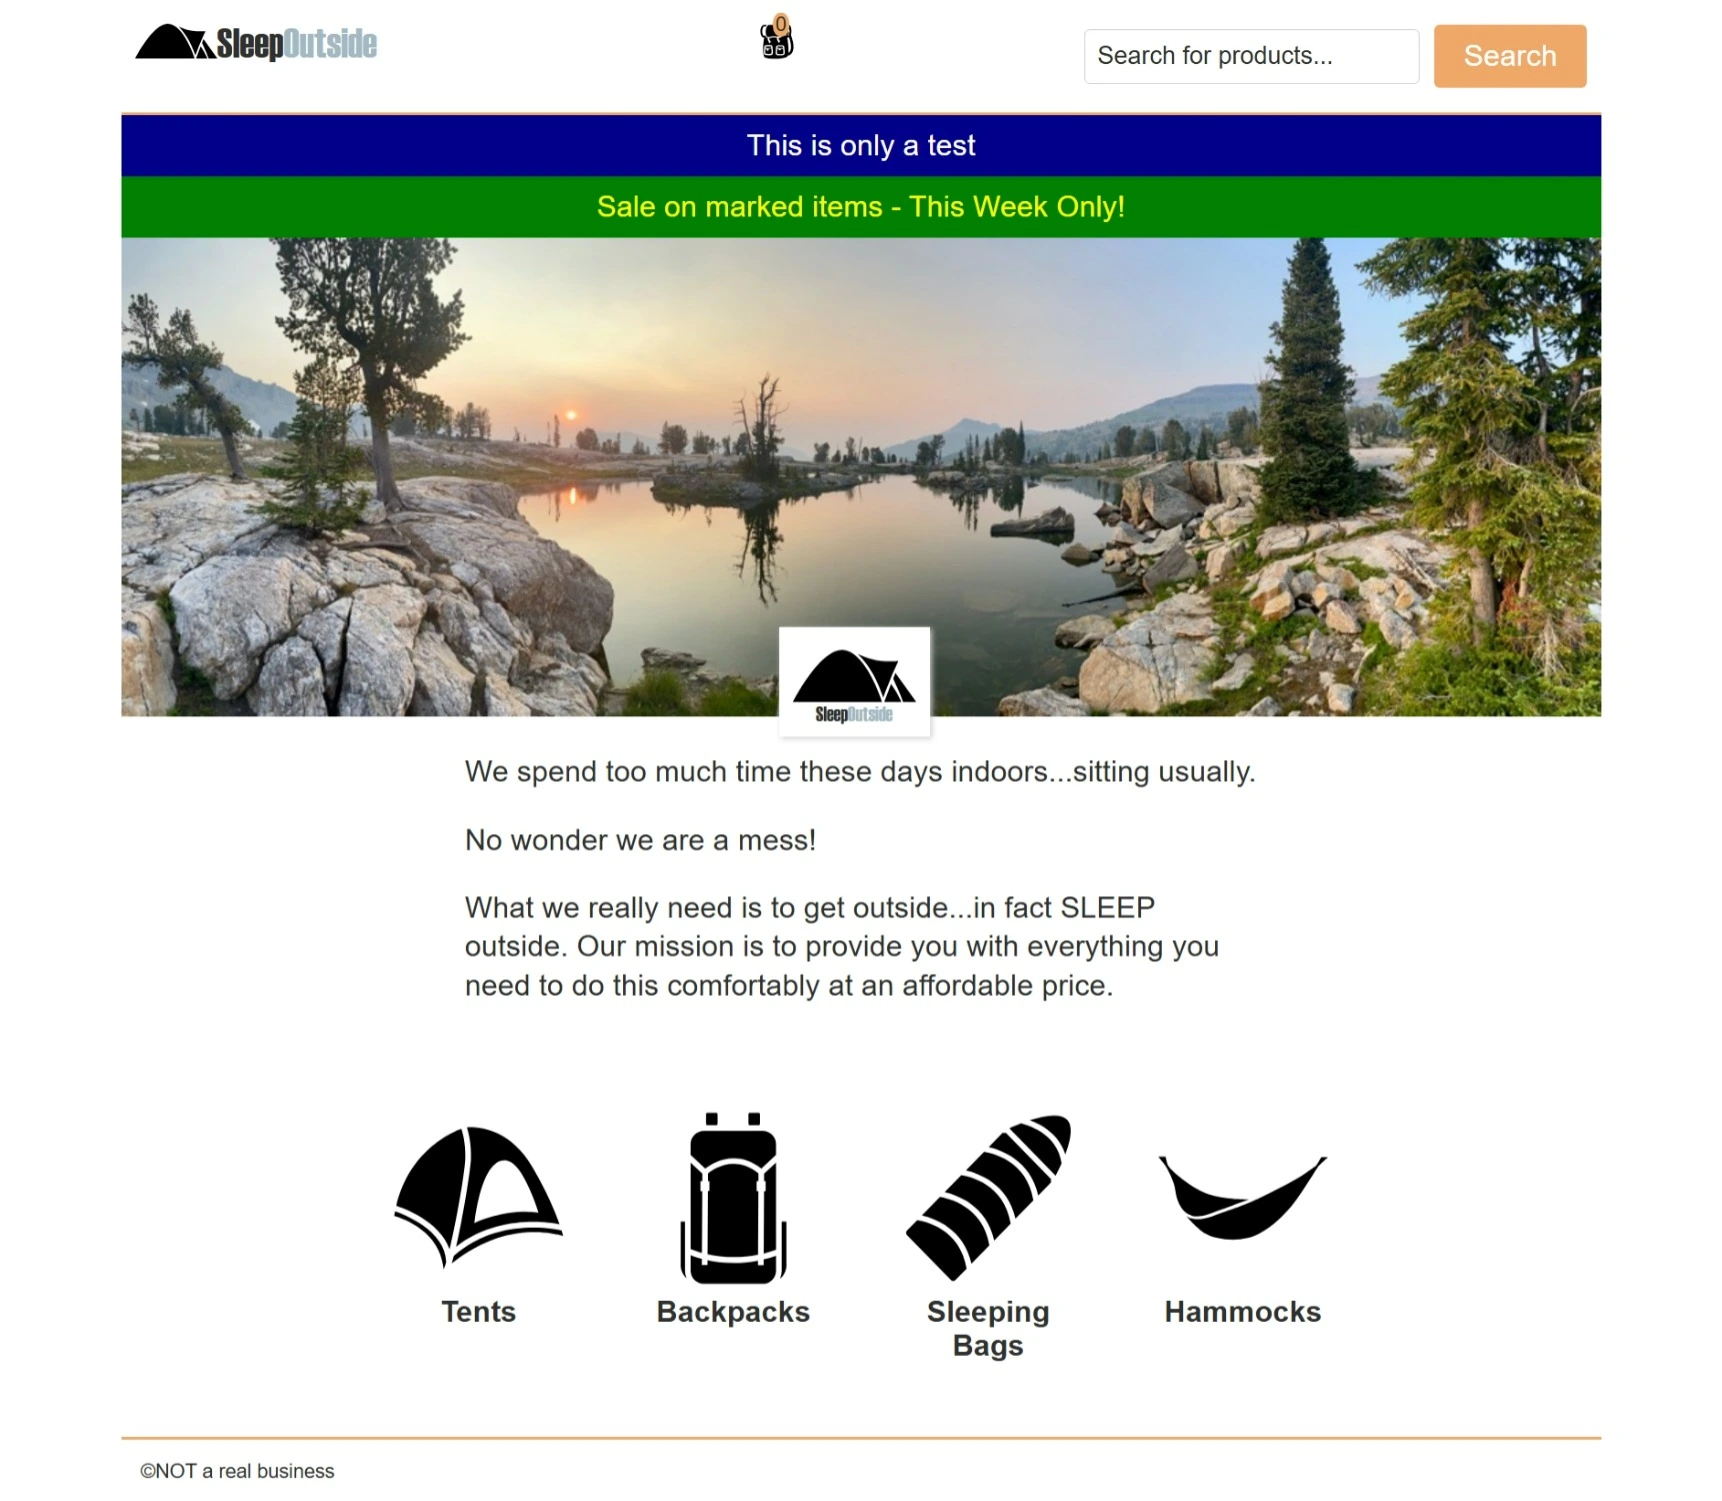 SleepOutside
0
Search for products...
Search
This is only a test
Sale on marked items - This Week Only!
SleepOutside
We spend too much time these days indoors...sitting usually.
No wonder we are a mess!
What we really need is to get outside...in fact SLEEP
outside. Our mission is to provide you with everything you
need to do this comfortably at an affordable price.
Tents
Backpacks
Sleeping
Bags
Hammocks
©NOT a real business